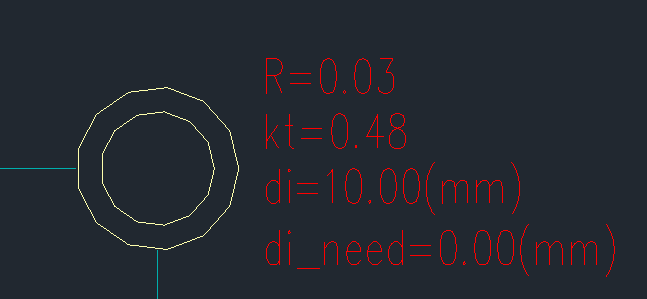 R=0.03
kt=0.48
di=10.00(mm)
di_need=0.00(mm)